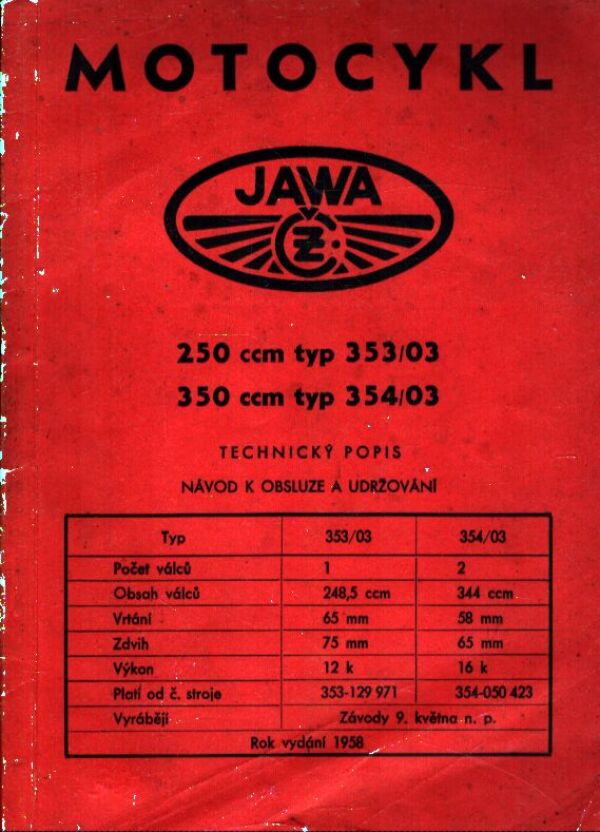 MOTOCYKL
JAWA
ČZ
250 ccm typ 353/03
350 ccm typ 354/03
TECHNICKÝ POPIS
NÁVOD K OBSLUZE A UDRŽOVÁNÍ
Typ 353/03 354/03
Počet válců 1 2
Obsah válců 248,5 ccm 344 ccm
Vrtání 65 mm 58 mm
Zdvih 75 mm 65 mm
Výkon 12 k 16 k
Platí od č. stroje 353-129 971 354-050 423
Vyrábějí Závody 9. května n. p.
Rok vydání 1958